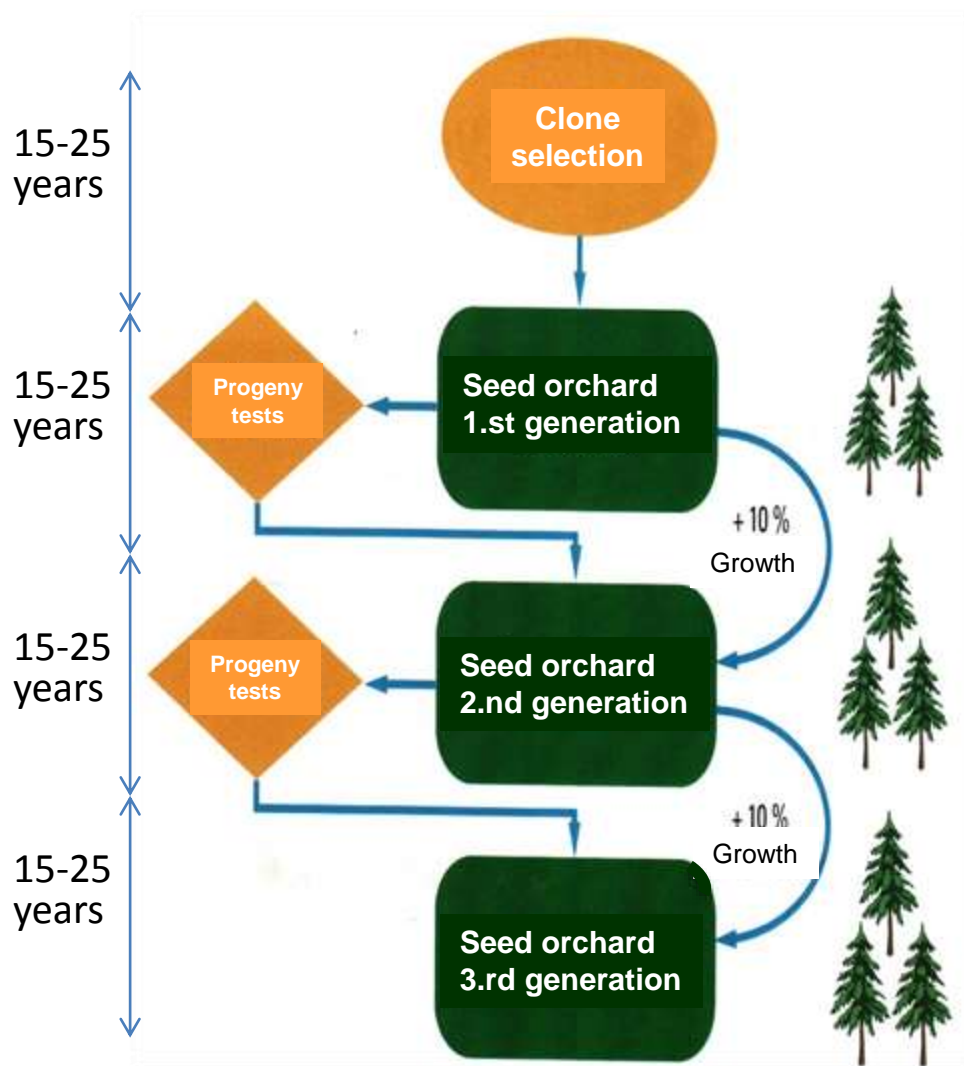 Clone
selection
15-25
years
15-25
years
Progeny
tests
Seed orchard
1.st generation
+ 10 %
Growth
15-25
years
Progeny
tests
Seed orchard
2.nd generation
+ 10 %
Growth
15-25
years
Seed orchard
3.rd generation